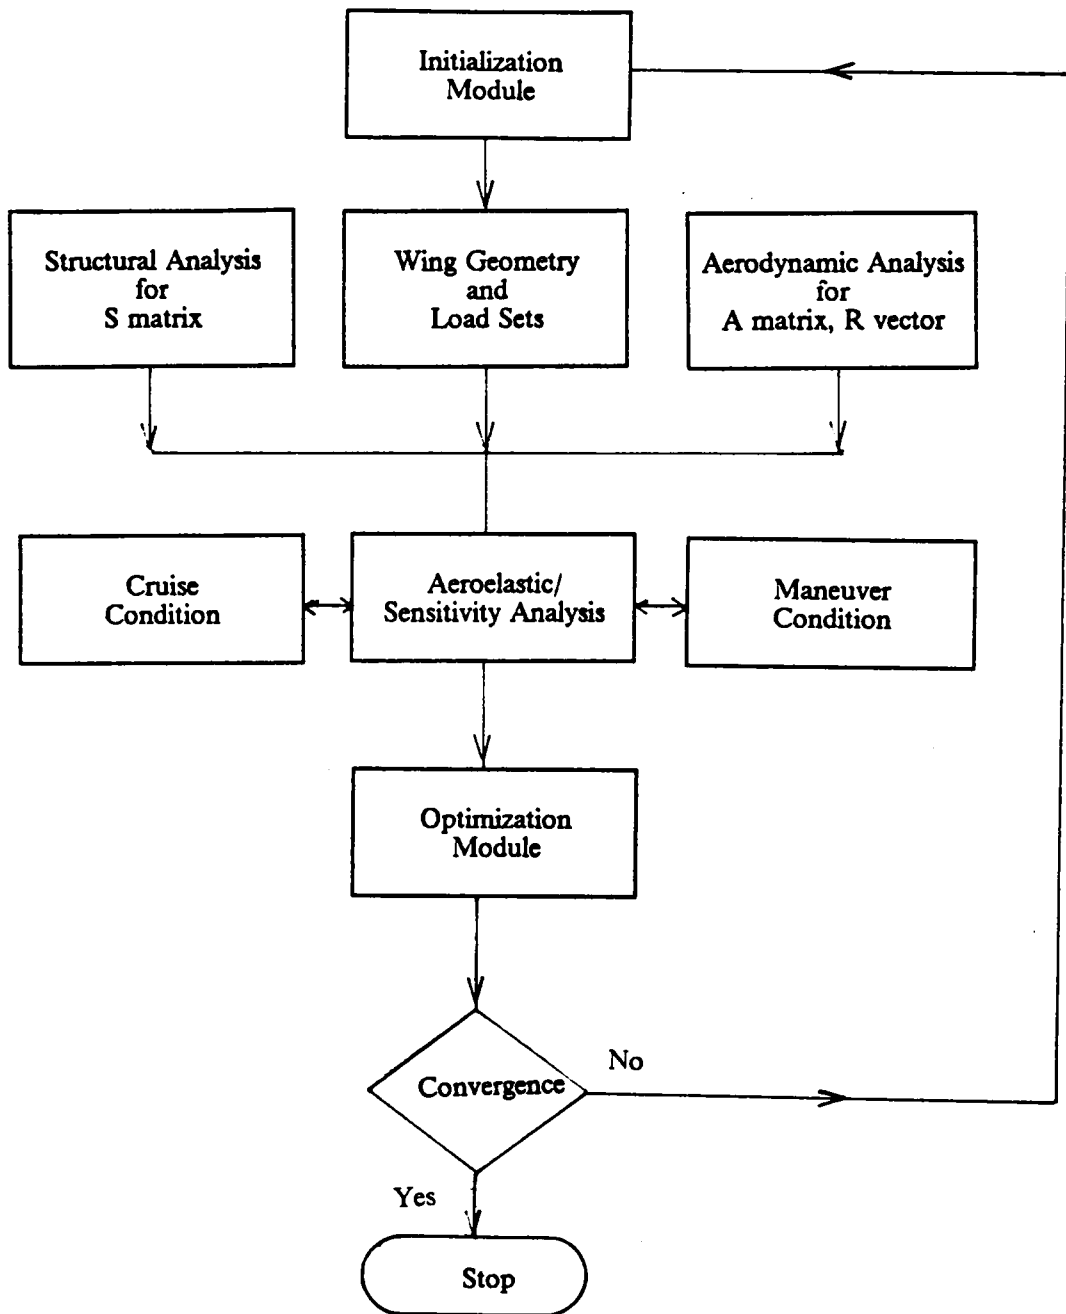 Initialization
Module
Structural Analysis
for
S matrix
Wing Geometry
and
Load Sets
Aerodynamic Analysis
for
A matrix, R vector
Cruise
Condition
Aeroelastic/
Sensitivity Analysis
Maneuver
Condition
Optimization
Module
Convergence
No
Yes
Stop